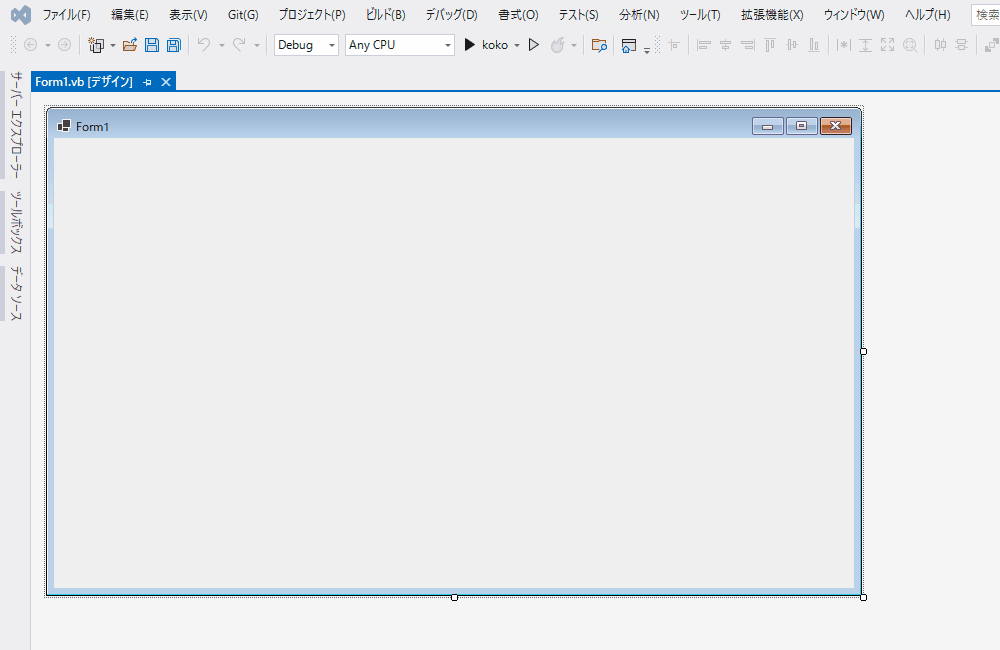 ファイル(F) 編集(E) 表示(V) Git(G) プロジェクト(P) ビルド(B) デバッグ(D) 書式(O) テスト(S) 分析(N) ツール(T) 拡張機能(X) ウィンドウ(W) ヘルプ(H) 検索
Debug Any CPU koko
Form1.vb [デザイン]
サーバー エクスプローラー
ツールボックス
データ ソース
Form1